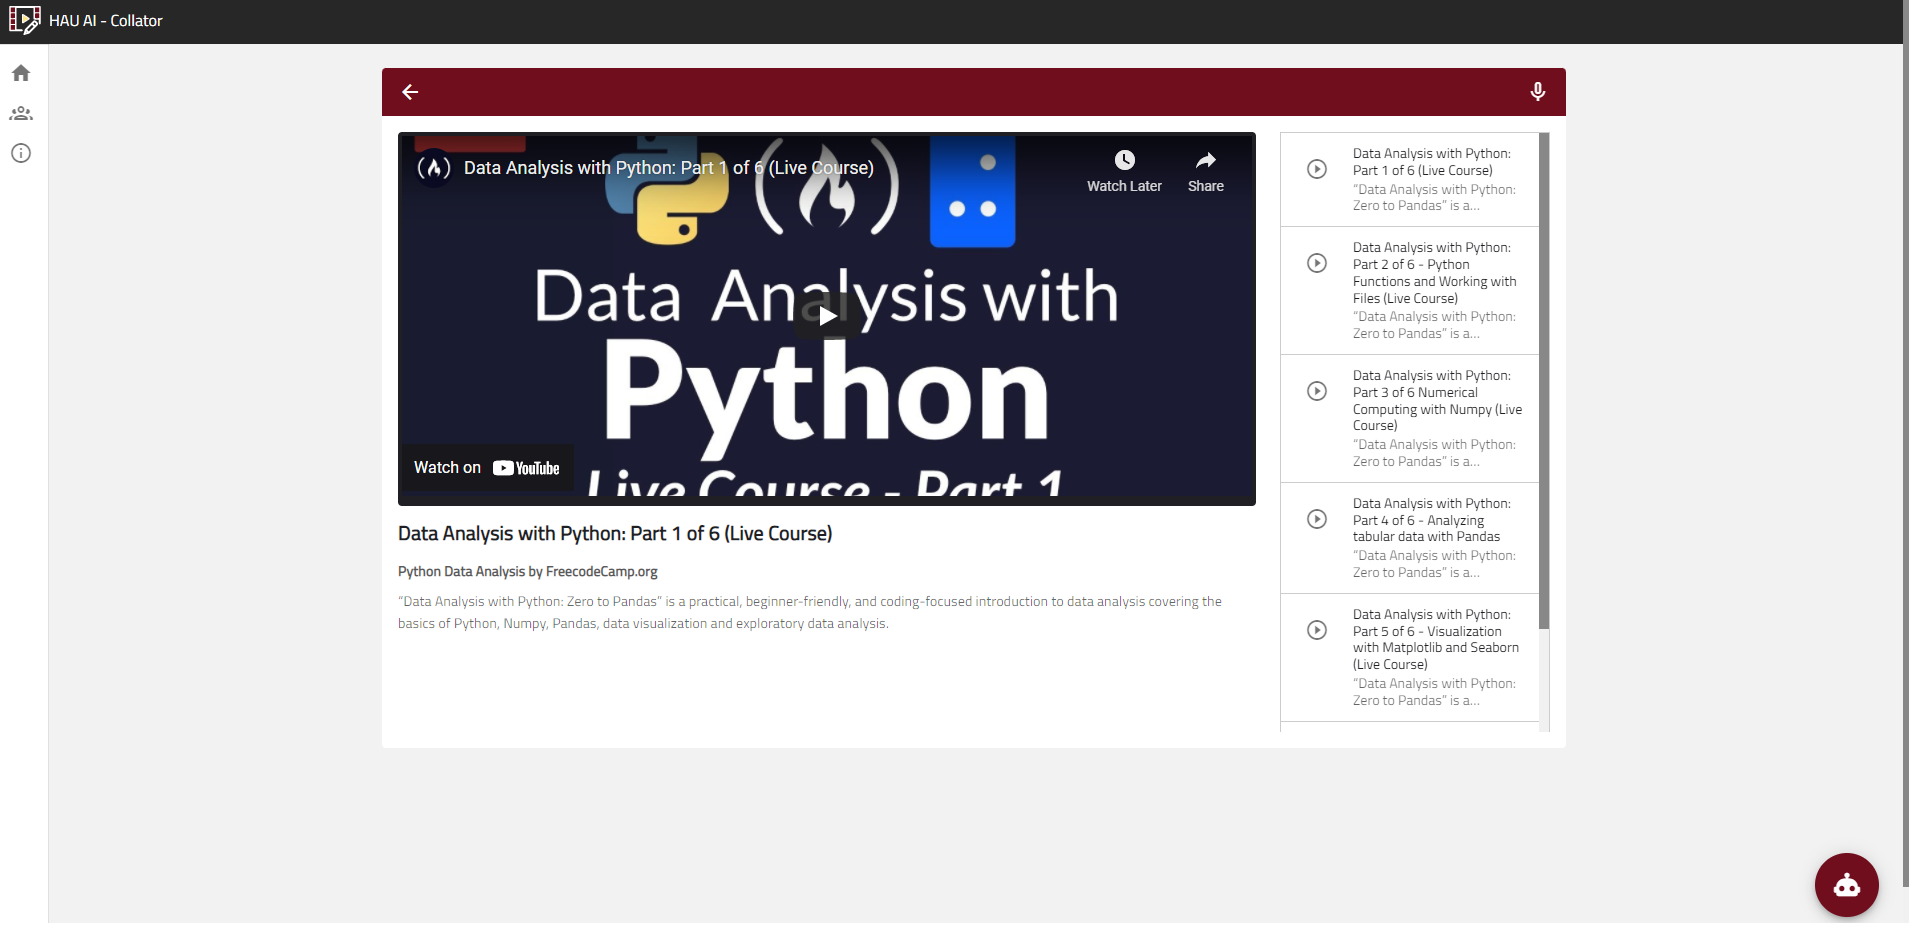 HAU AI - Collator
Data Analysis with Python: Part 1 of 6 (Live Course)
Watch Later
Share
Data Analysis with
Python
Live Course - Part 1
Watch on YouTube
Data Analysis with Python: Part 1 of 6 (Live Course)
Python Data Analysis by FreecodeCamp.org
“Data Analysis with Python: Zero to Pandas” is a practical, beginner-friendly, and coding-focused introduction to data analysis covering the
basics of Python, Numpy, Pandas, data visualization and exploratory data analysis.
Data Analysis with Python:
Part 1 of 6 (Live Course)
“Data Analysis with Python:
Zero to Pandas” is a...
Data Analysis with Python:
Part 2 of 6 - Python
Functions and Working with
Files (Live Course)
“Data Analysis with Python:
Zero to Pandas” is a...
Data Analysis with Python:
Part 3 of 6 Numerical
Computing with Numpy (Live
Course)
“Data Analysis with Python:
Zero to Pandas” is a...
Data Analysis with Python:
Part 4 of 6 - Analyzing
tabular data with Pandas
“Data Analysis with Python:
Zero to Pandas” is a...
Data Analysis with Python:
Part 5 of 6 - Visualization
with Matplotlib and Seaborn
(Live Course)
“Data Analysis with Python:
Zero to Pandas” is a...